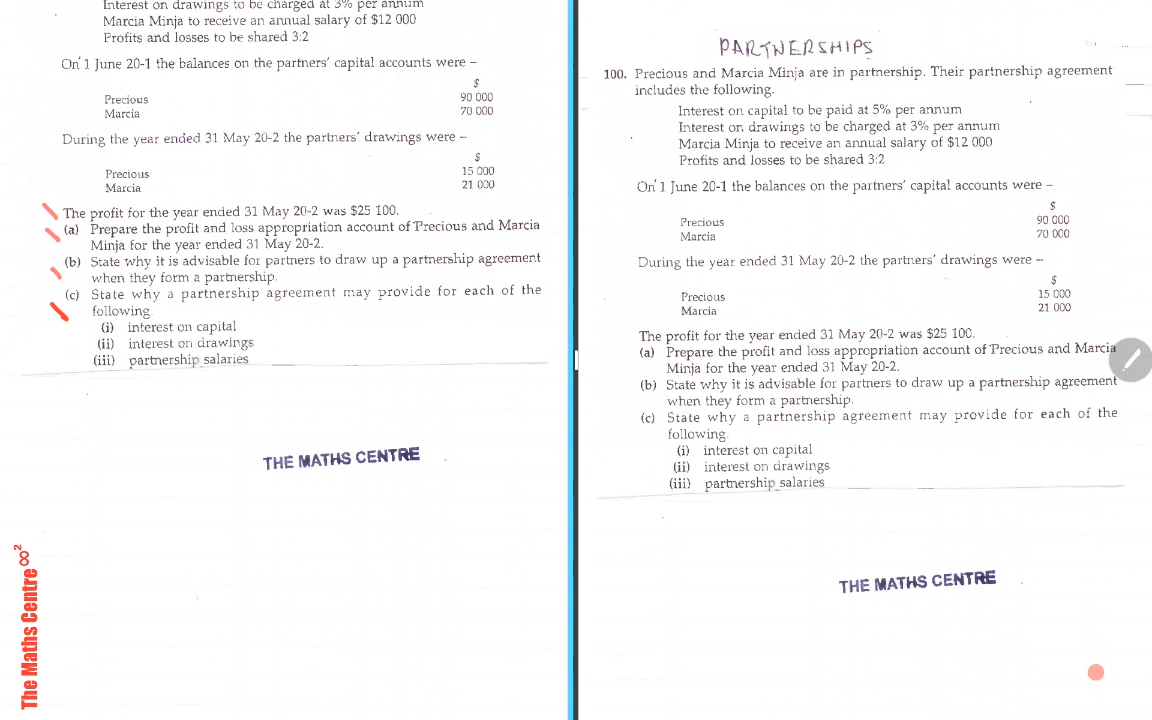 Interest on drawings to be charged at 3% per annum
Marcia Minja to receive an annual salary of $12 000
Profits and losses to be shared 3:2
On 1 June 20-1 the balances on the partners' capital accounts were –
$
Precious 90 000
Marcia 70 000
During the year ended 31 May 20-2 the partners' drawings were –
$
Precious 15 000
Marcia 21 000
The profit for the year ended 31 May 20-2 was $25 100.
(a) Prepare the profit and loss appropriation account of Precious and Marcia
Minja for the year ended 31 May 20-2.
(b) State why it is advisable for partners to draw up a partnership agreement
when they form a partnership.
(c) State why a partnership agreement may provide for each of the
following.
(i) interest on capital
(ii) interest on drawings
(iii) partnership salaries
THE MATHS CENTRE
The Maths Centre ∞²
PARTNERSHIPS
100. Precious and Marcia Minja are in partnership. Their partnership agreement
includes the following.
Interest on capital to be paid at 5% per annum
Interest on drawings to be charged at 3% per annum
Marcia Minja to receive an annual salary of $12 000
Profits and losses to be shared 3:2
On 1 June 20-1 the balances on the partners' capital accounts were –
$
Precious 90 000
Marcia 70 000
During the year ended 31 May 20-2 the partners' drawings were –
$
Precious 15 000
Marcia 21 000
The profit for the year ended 31 May 20-2 was $25 100.
(a) Prepare the profit and loss appropriation account of Precious and Marcia
Minja for the year ended 31 May 20-2.
(b) State why it is advisable for partners to draw up a partnership agreement
when they form a partnership.
(c) State why a partnership agreement may provide for each of the
following.
(i) interest on capital
(ii) interest on drawings
(iii) partnership salaries
THE MATHS CENTRE